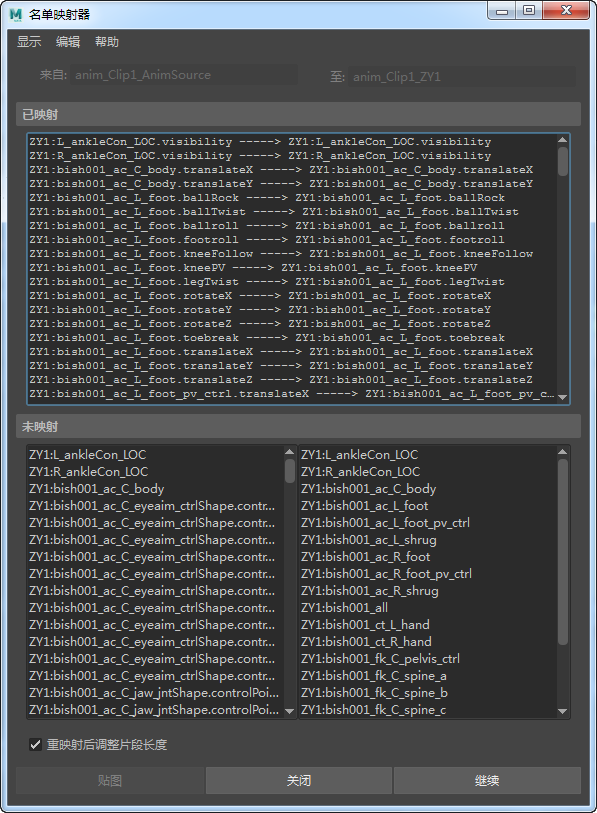 名单映射器
显示 编辑 帮助
来自: anim_Clip1_AnimSource 至: anim_Clip1_ZY1
已映射
ZY1:L_ankleCon_LOC.visibility -----> ZY1:L_ankleCon_LOC.visibility
ZY1:R_ankleCon_LOC.visibility -----> ZY1:R_ankleCon_LOC.visibility
ZY1:bish001_ac_C_body.translateX -----> ZY1:bish001_ac_C_body.translateX
ZY1:bish001_ac_C_body.translateY -----> ZY1:bish001_ac_C_body.translateY
ZY1:bish001_ac_L_foot.ballRock -----> ZY1:bish001_ac_L_foot.ballRock
ZY1:bish001_ac_L_foot.ballTwist -----> ZY1:bish001_ac_L_foot.ballTwist
ZY1:bish001_ac_L_foot.ballroll -----> ZY1:bish001_ac_L_foot.ballroll
ZY1:bish001_ac_L_foot.footroll -----> ZY1:bish001_ac_L_foot.footroll
ZY1:bish001_ac_L_foot.kneeFollow -----> ZY1:bish001_ac_L_foot.kneeFollow
ZY1:bish001_ac_L_foot.kneePV -----> ZY1:bish001_ac_L_foot.kneePV
ZY1:bish001_ac_L_foot.legTwist -----> ZY1:bish001_ac_L_foot.legTwist
ZY1:bish001_ac_L_foot.rotateX -----> ZY1:bish001_ac_L_foot.rotateX
ZY1:bish001_ac_L_foot.rotateY -----> ZY1:bish001_ac_L_foot.rotateY
ZY1:bish001_ac_L_foot.rotateZ -----> ZY1:bish001_ac_L_foot.rotateZ
ZY1:bish001_ac_L_foot.toebreak -----> ZY1:bish001_ac_L_foot.toebreak
ZY1:bish001_ac_L_foot.translateX -----> ZY1:bish001_ac_L_foot.translateX
ZY1:bish001_ac_L_foot.translateY -----> ZY1:bish001_ac_L_foot.translateY
ZY1:bish001_ac_L_foot.translateZ -----> ZY1:bish001_ac_L_foot.translateZ
ZY1:bish001_ac_L_foot_pv_ctrl.translateX -----> ZY1:bish001_ac_L_foot_pv_c...
未映射
ZY1:L_ankleCon_LOC
ZY1:R_ankleCon_LOC
ZY1:bish001_ac_C_body
ZY1:bish001_ac_C_eyeaim_ctrlShape.contr...
ZY1:bish001_ac_C_eyeaim_ctrlShape.contr...
ZY1:bish001_ac_C_eyeaim_ctrlShape.contr...
ZY1:bish001_ac_C_eyeaim_ctrlShape.contr...
ZY1:bish001_ac_C_eyeaim_ctrlShape.contr...
ZY1:bish001_ac_C_eyeaim_ctrlShape.contr...
ZY1:bish001_ac_C_eyeaim_ctrlShape.contr...
ZY1:bish001_ac_C_eyeaim_ctrlShape.contr...
ZY1:bish001_ac_C_eyeaim_ctrlShape.contr...
ZY1:bish001_ac_C_eyeaim_ctrlShape.contr...
ZY1:bish001_ac_C_eyeaim_ctrlShape.contr...
ZY1:bish001_ac_C_jaw_jntShape.controlPoi...
ZY1:bish001_ac_C_jaw_jntShape.controlPoi...
ZY1:L_ankleCon_LOC
ZY1:R_ankleCon_LOC
ZY1:bish001_ac_C_body
ZY1:bish001_ac_L_foot
ZY1:bish001_ac_L_foot_pv_ctrl
ZY1:bish001_ac_L_shrug
ZY1:bish001_ac_R_foot
ZY1:bish001_ac_R_foot_pv_ctrl
ZY1:bish001_ac_R_shrug
ZY1:bish001_all
ZY1:bish001_ct_L_hand
ZY1:bish001_ct_R_hand
ZY1:bish001_fk_C_pelvis_ctrl
ZY1:bish001_fk_C_spine_a
ZY1:bish001_fk_C_spine_b
ZY1:bish001_fk_C_spine_c
重映射后调整片段长度
贴图 关闭 继续